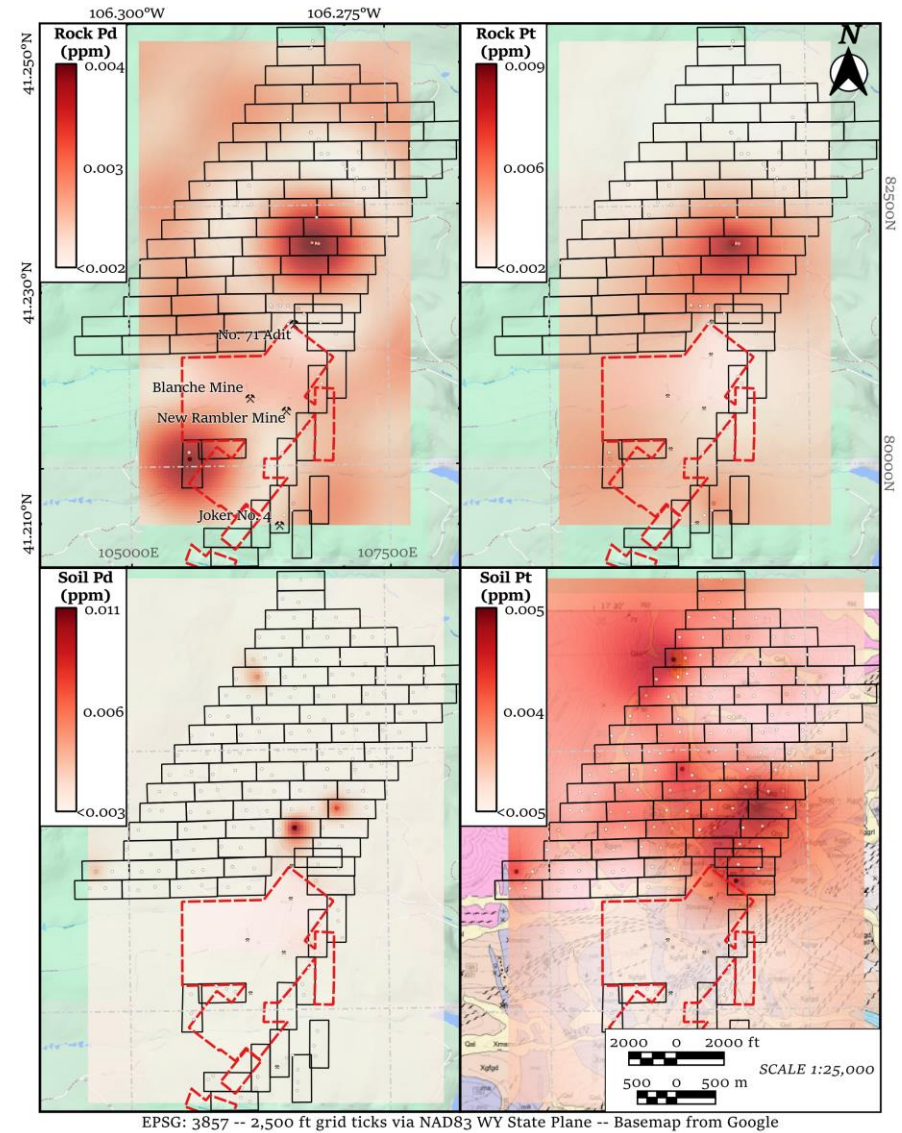 106.300°W 106.275°W
41.250°N
41.230°N
41.210°N
Rock Pd
(ppm)
0.004
0.003
<0.002
No. 71 Adit
Blanche Mine
New Rambler Mine
Joker No. 4
105000E 107500E
Rock Pt
(ppm)
0.009
0.006
<0.002
N
82500N
80000N
Soil Pd
(ppm)
0.011
0.006
<0.003
Soil Pt
(ppm)
0.005
0.004
<0.005
Qal Xms
Xgfgd
2000 0 2000 ft
SCALE 1:25,000
500 0 500 m
EPSG: 3857 -- 2,500 ft grid ticks via NAD83 WY State Plane -- Basemap from Google